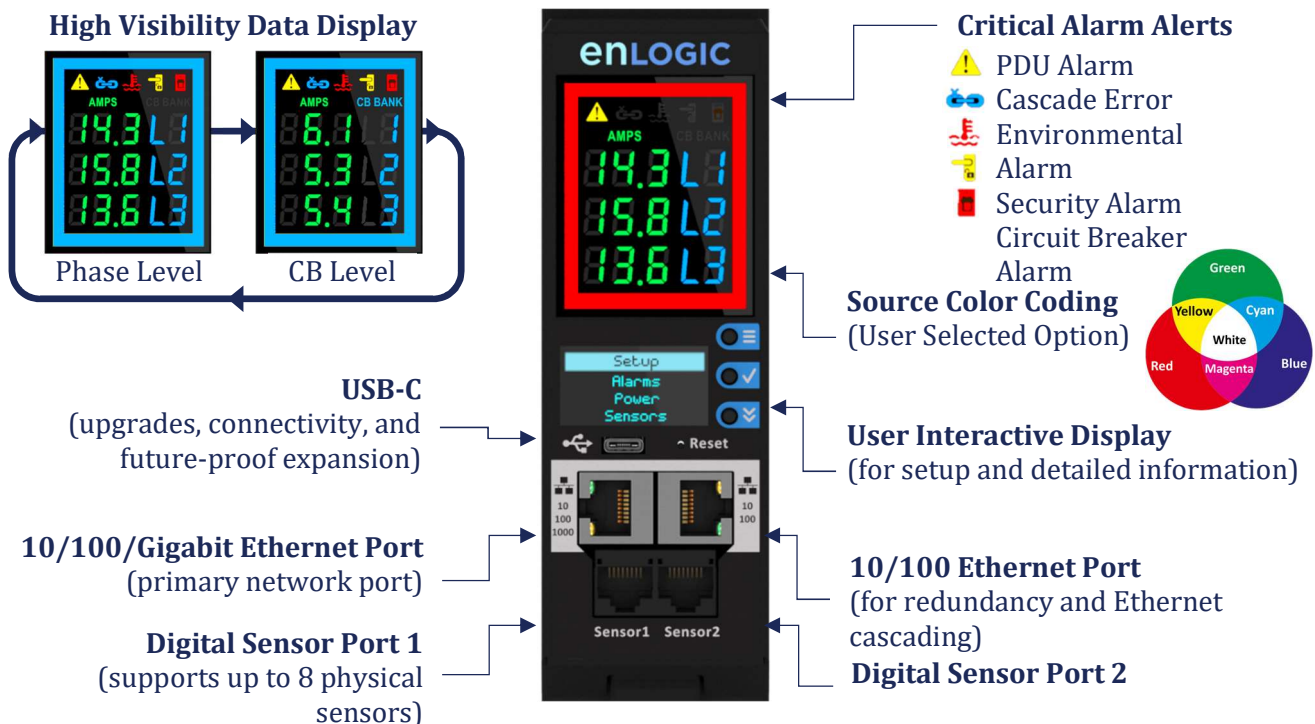 High Visibility Data Display
AMPS CB BANK
14.3 L1
15.8 L2
13.6 L3
Phase Level
AMPS CB BANK
6.1 1
5.3 2
5.4 3
CB Level
enLOGIC
AMPS CB BANK
14.3 L1
15.8 L2
13.6 L3
Setup
Alarms
Power
Sensors
Reset
10
100
1000
10
100
Sensor1 Sensor2
Critical Alarm Alerts
PDU Alarm
Cascade Error
Environmental
Alarm
Security Alarm
Circuit Breaker
Alarm
Source Color Coding
(User Selected Option)
Green
Yellow
Cyan
White
Red
Magenta
Blue
USB-C
(upgrades, connectivity, and
future-proof expansion)
User Interactive Display
(for setup and detailed information)
10/100/Gigabit Ethernet Port
(primary network port)
10/100 Ethernet Port
(for redundancy and Ethernet
cascading)
Digital Sensor Port 1
(supports up to 8 physical
sensors)
Digital Sensor Port 2